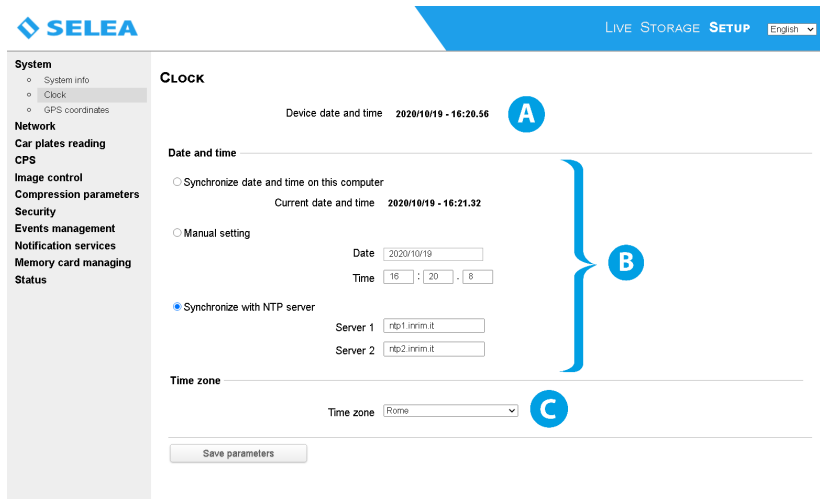 SELEA
LIVE STORAGE SETUP English
System
System info
Clock
GPS coordinates
Network
Car plates reading
CPS
Image control
Compression parameters
Security
Events management
Notification services
Memory card managing
Status
CLOCK
Device date and time 2020/10/19 - 16:20.56 A
Date and time
Synchronize date and time on this computer
Current date and time 2020/10/19 - 16:21.32
Manual setting
Date 2020/10/19
Time 16 : 20 . 8
B
Synchronize with NTP server
Server 1 ntp1.inrim.it
Server 2 ntp2.inrim.it
Time zone
Time zone Rome C
Save parameters